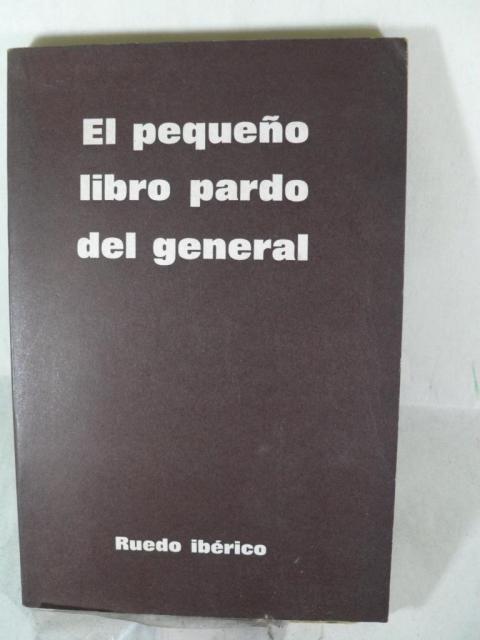 El pequeño
libro pardo
del general
Ruedo ibérico